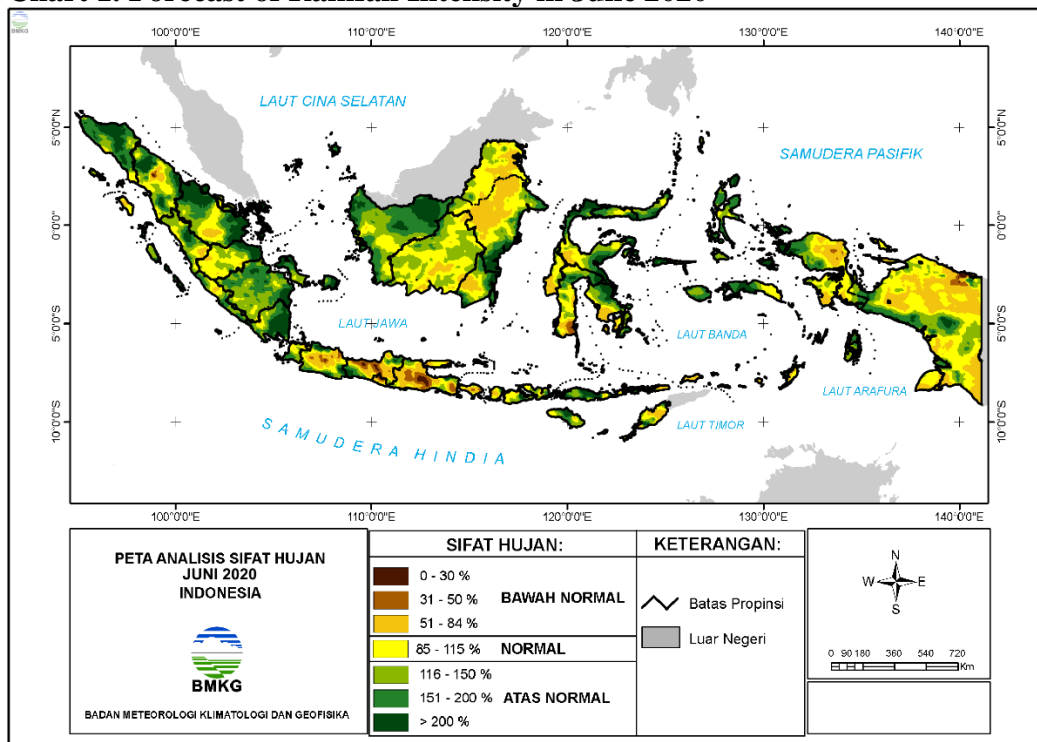 BMKG
100°0'0"E 110°0'0"E 120°0'0"E 130°0'0"E 140°0'0"E
LAUT CINA SELATAN
SAMUDERA PASIFIK
5°0'0"N 5°0'0"N
0°0'0" 0°0'0"
LAUT JAWA
LAUT BANDA
5°0'0"S 5°0'0"S
LAUT ARAFURA
LAUT TIMOR
10°0'0"S 10°0'0"S
SAMUDERA HINDIA
100°0'0"E 110°0'0"E 120°0'0"E 130°0'0"E 140°0'0"E
PETA ANALISIS SIFAT HUJAN
JUNI 2020
INDONESIA
BMKG
BADAN METEOROLOGI KLIMATOLOGI DAN GEOFISIKA
SIFAT HUJAN:
0 - 30 %
31 - 50 % BAWAH NORMAL
51 - 84 %
85 - 115 % NORMAL
116 - 150 %
151 - 200 % ATAS NORMAL
> 200 %
KETERANGAN:
Batas Propinsi
Luar Negeri
N
W E
S
0 90 180 360 540 720
Km